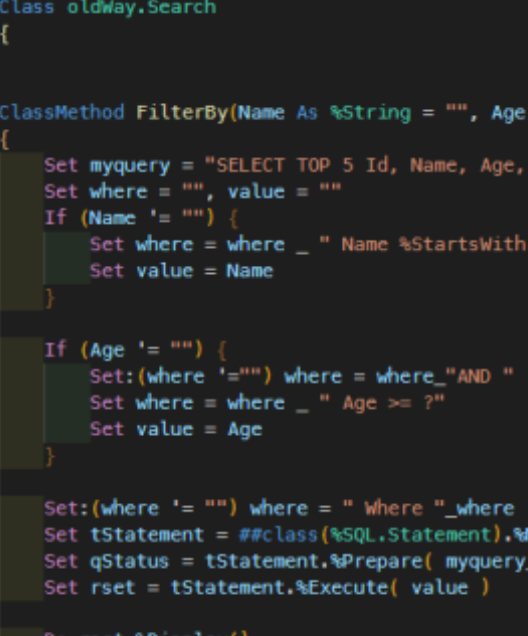 Class oldWay.Search
{
ClassMethod FilterBy(Name As %String = "", Age
{
Set myquery = "SELECT TOP 5 Id, Name, Age,
Set where = "", value = ""
If (Name '= "") {
Set where = where _ " Name %StartsWith
Set value = Name
}
If (Age '= "") {
Set:(where '="") where = where_"AND "
Set where = where _ " Age >= ?"
Set value = Age
}
Set:(where '= "") where = " Where "_where
Set tStatement = ##class(%SQL.Statement).%
Set qStatus = tStatement.%Prepare( myquery_
Set rset = tStatement.%Execute( value )